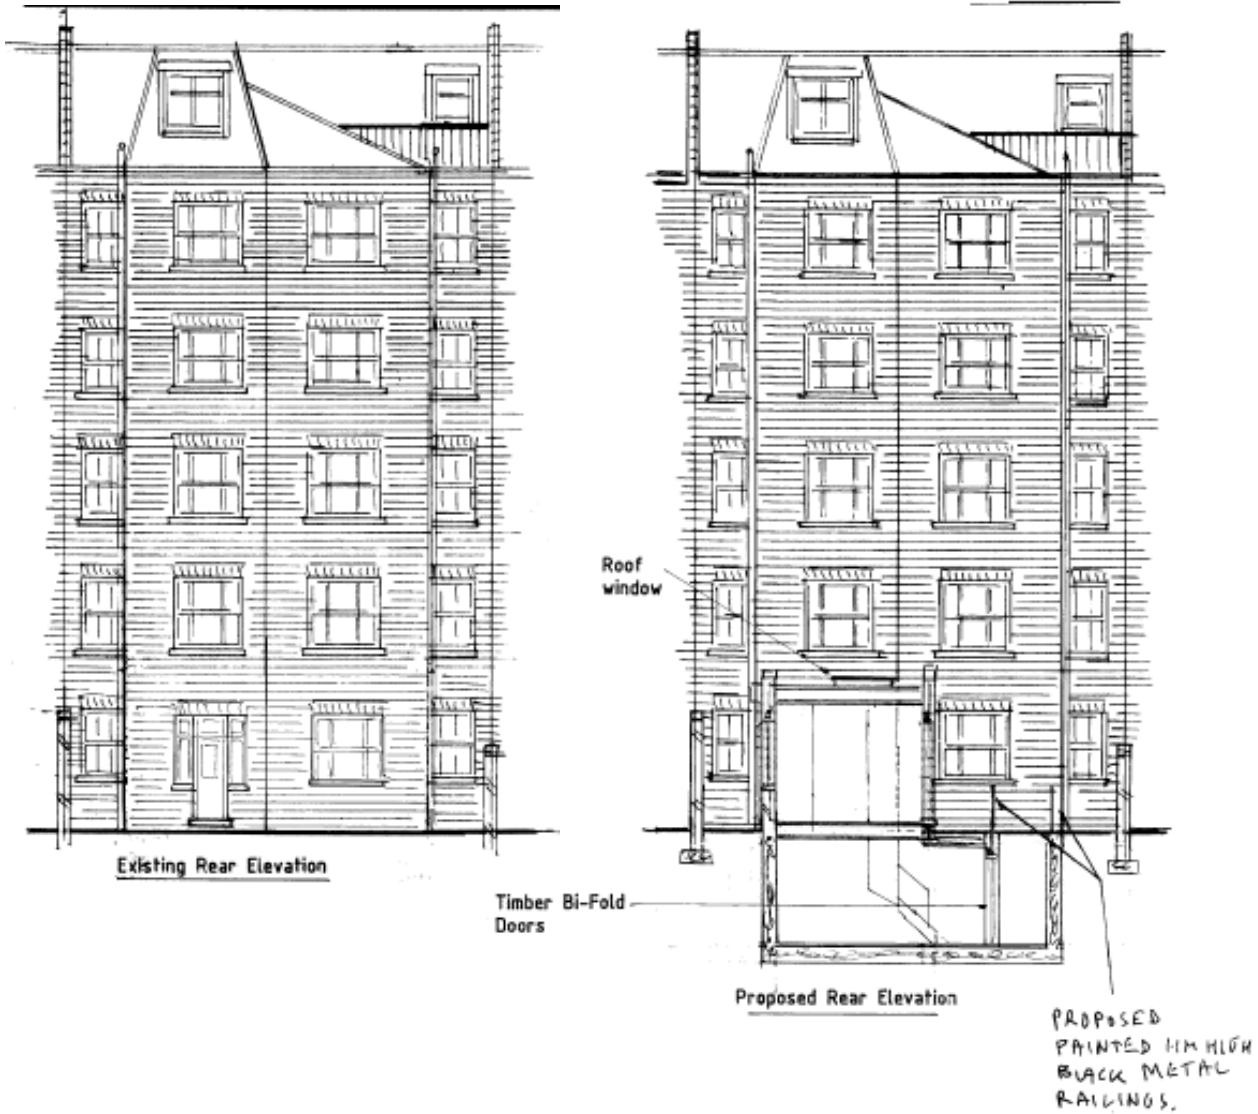 Roof
window
Existing Rear Elevation
Timber Bi-Fold
Doors
Proposed Rear Elevation
PROPOSED
PAINTED 1.1M HIGH
BLACK METAL
RAILINGS.